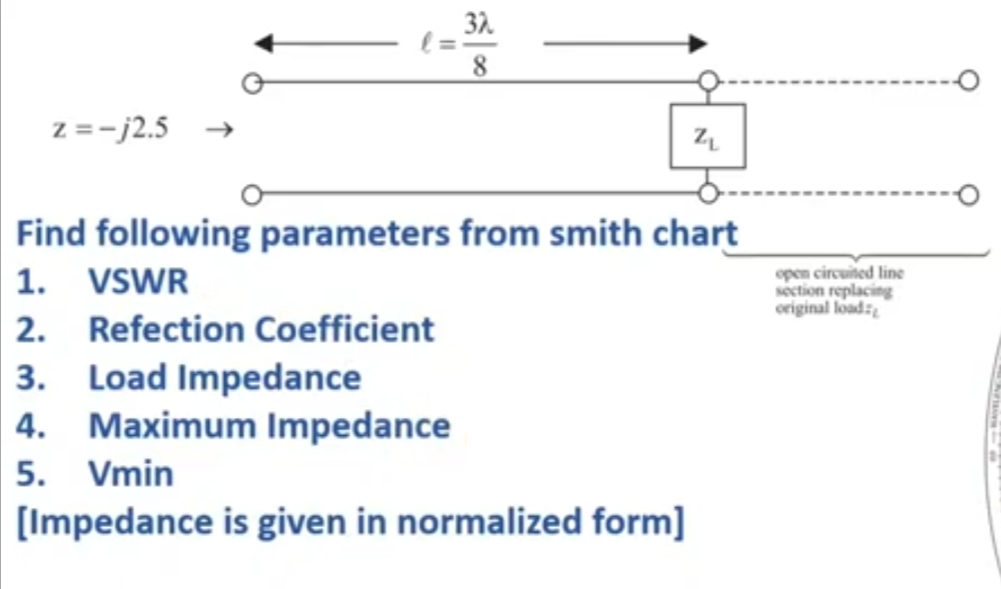 ℓ = 3λ/8
z = -j2.5 →
z_L
Find following parameters from smith chart
1. VSWR
2. Refection Coefficient
3. Load Impedance
4. Maximum Impedance
5. Vmin
[Impedance is given in normalized form]
open circuited line
section replacing
original load z_L